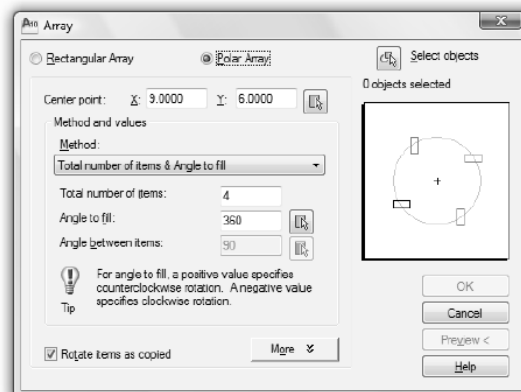 Array
Rectangular Array
Polar Array
Select objects
0 objects selected
Center point: X: 9.0000 Y: 6.0000
Method and values
Method:
Total number of items & Angle to fill
Total number of items: 4
Angle to fill: 360
Angle between items: 90
For angle to fill, a positive value specifies
counterclockwise rotation. A negative value
specifies clockwise rotation.
Tip
Rotate items as copied
More
OK
Cancel
Preview <
Help